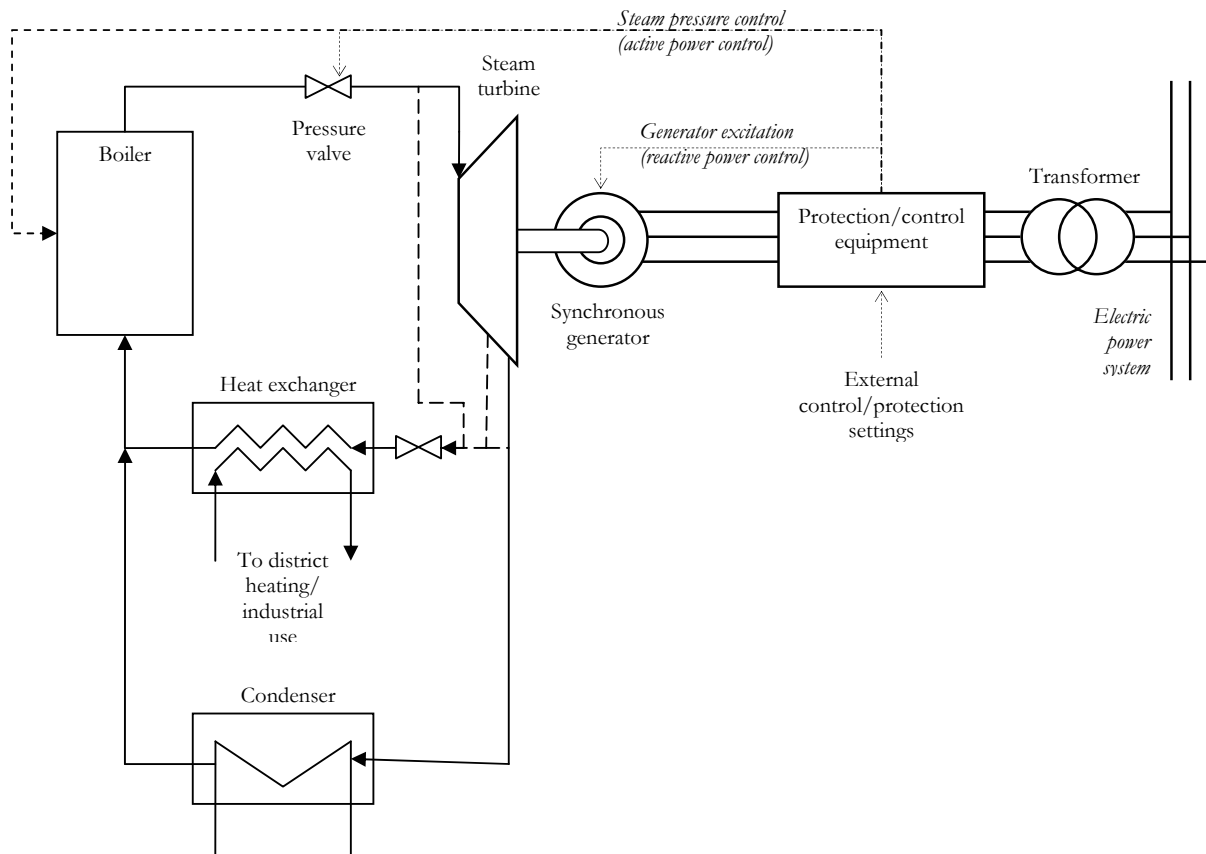 Steam pressure control
(active power control)
Steam
turbine
Pressure
valve
Boiler
Generator excitation
(reactive power control)
Transformer
Protection/control
equipment
Synchronous
generator
Electric
power
system
External
control/protection
settings
Heat exchanger
To district
heating/
industrial
use
Condenser